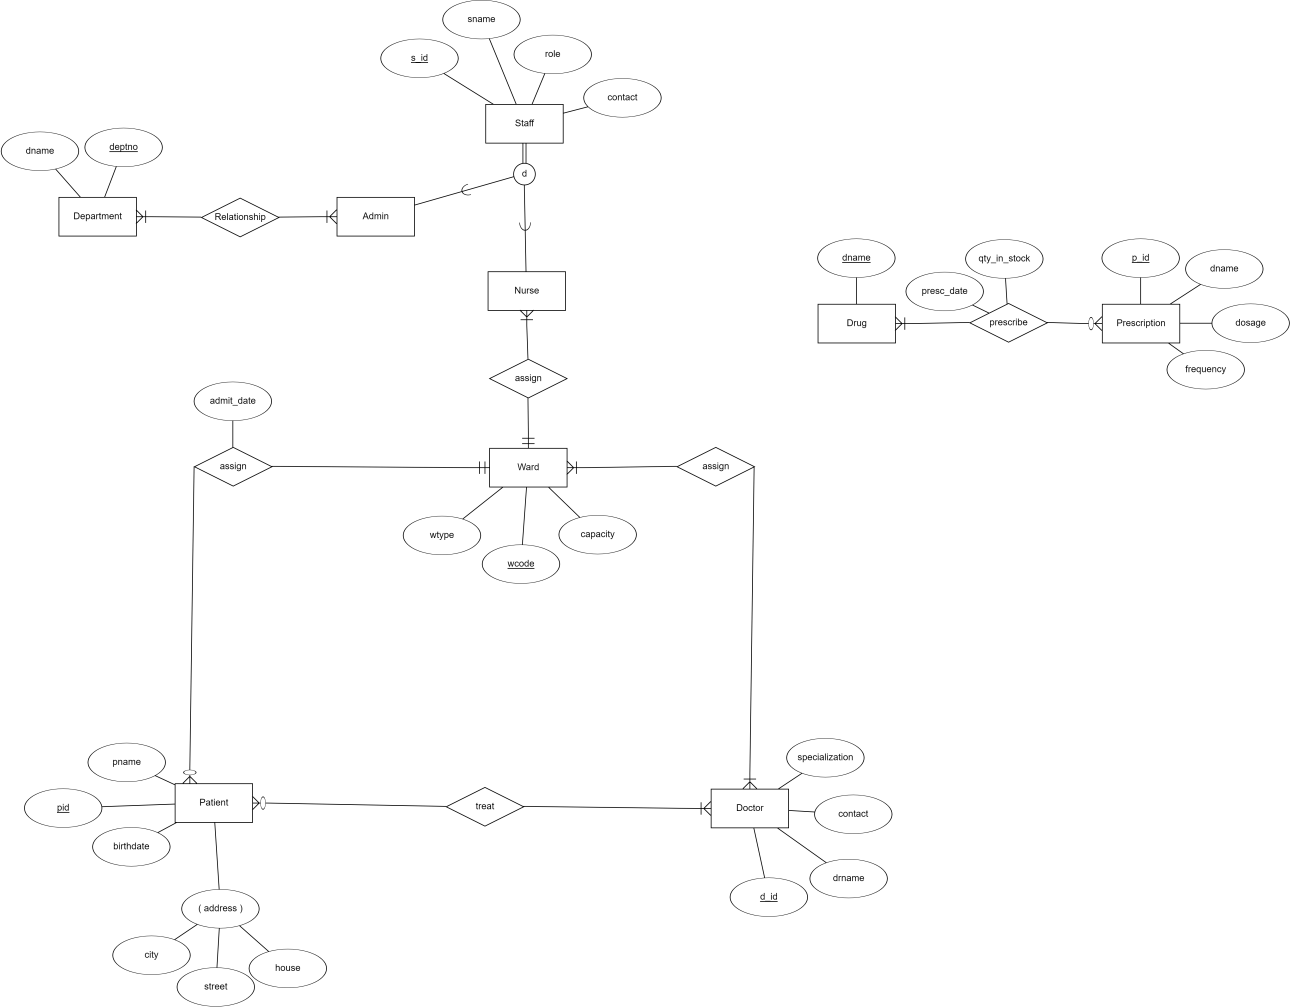 sname
s_id
role
contact
Staff
d
dname
deptno
Department
Relationship
Admin
Nurse
dname
qty_in_stock
presc_date
p_id
dname
Drug
prescribe
Prescription
dosage
frequency
assign
admit_date
assign
Ward
assign
wtype
wcode
capacity
pname
pid
Patient
birthdate
treat
Doctor
specialization
contact
drname
d_id
( address )
city
street
house